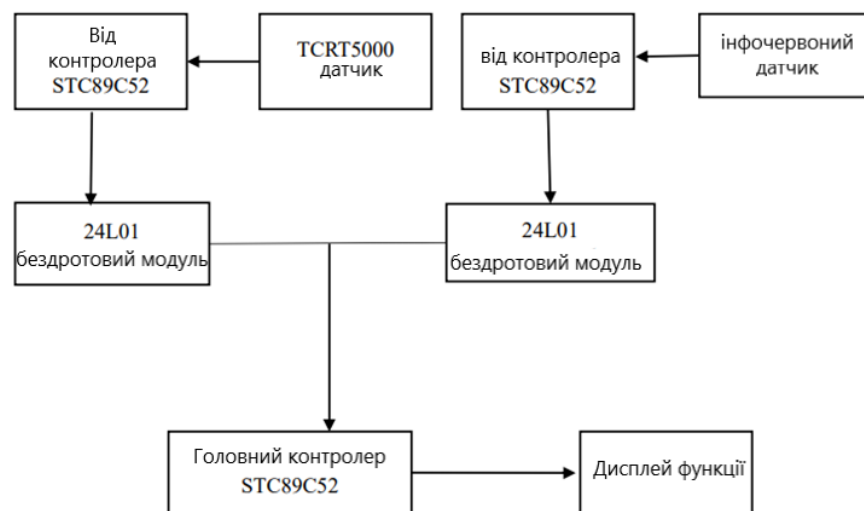 Від
контролера
STC89C52
TCRT5000
датчик
від контролера
STC89C52
інфочервоний
датчик
24L01
бездротовий модуль
24L01
бездротовий модуль
Головний контролер
STC89C52
Дисплей функції